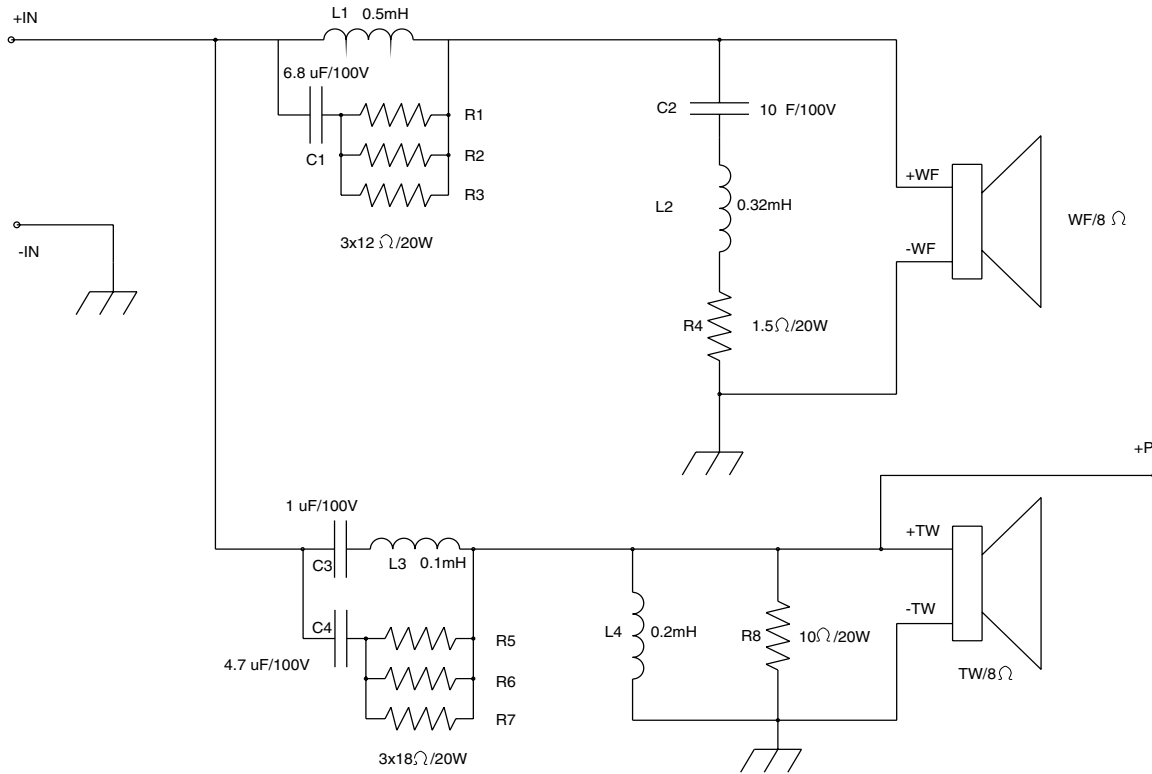 L1 0.5mH
+IN
6.8 uF/100V
C1
R1
R2
R3
3x12 Ω/20W
-IN
C2 10 F/100V
L2 0.32mH
R4 1.5Ω/20W
+WF
-WF
WF/8 Ω
+P
1 uF/100V
C3
L3 0.1mH
C4
4.7 uF/100V
R5
R6
R7
3x18Ω/20W
L4 0.2mH
R8 10Ω/20W
+TW
-TW
TW/8Ω